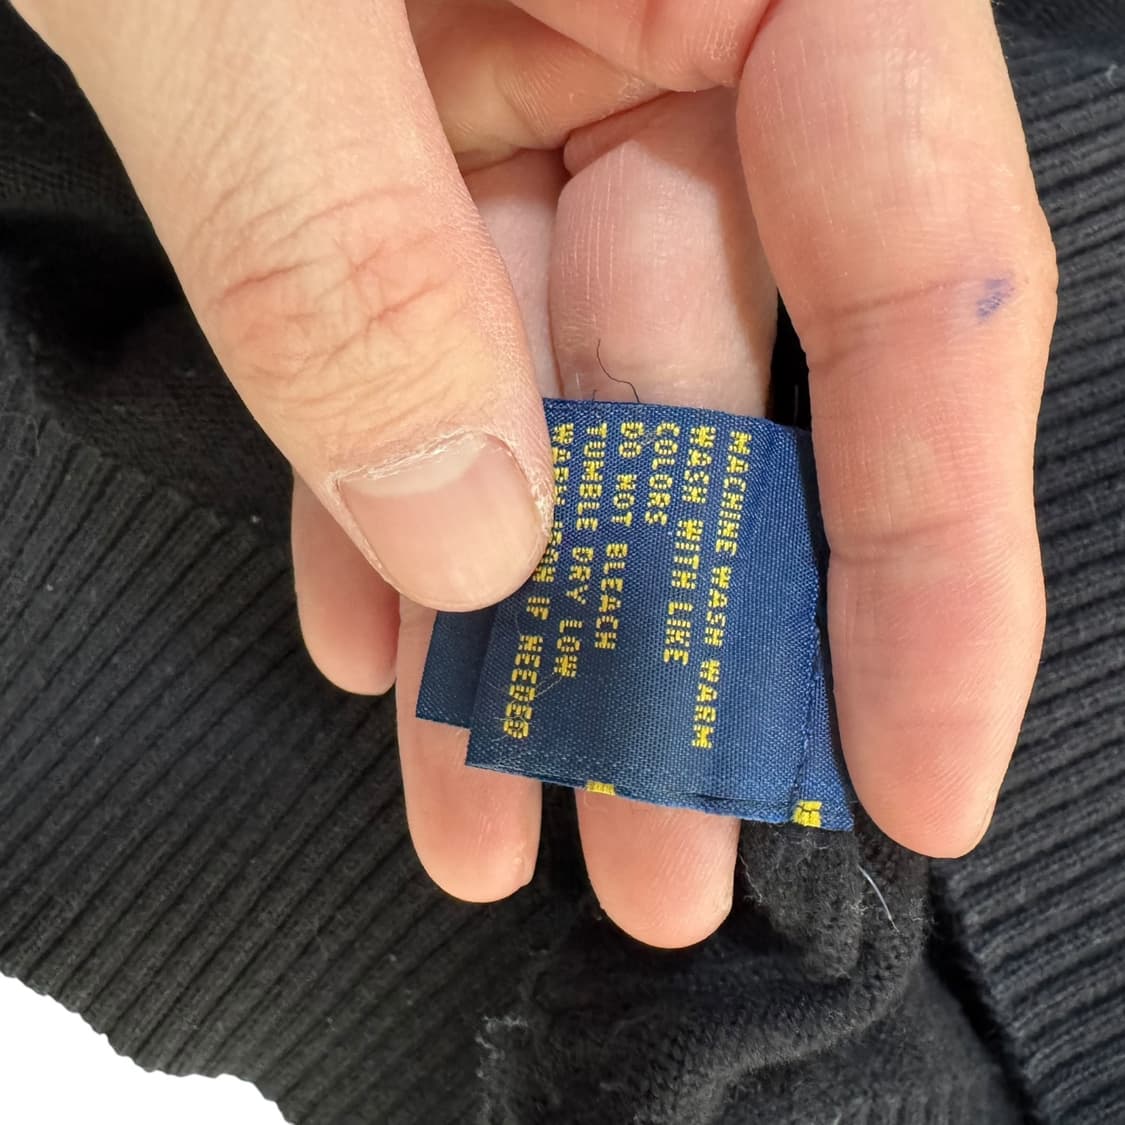 MACHINE WASH WARM
WASH WITH LIKE
COLORS
DO NOT BLEACH
TUMBLE DRY LOW
WARM IRON IF NEEDED